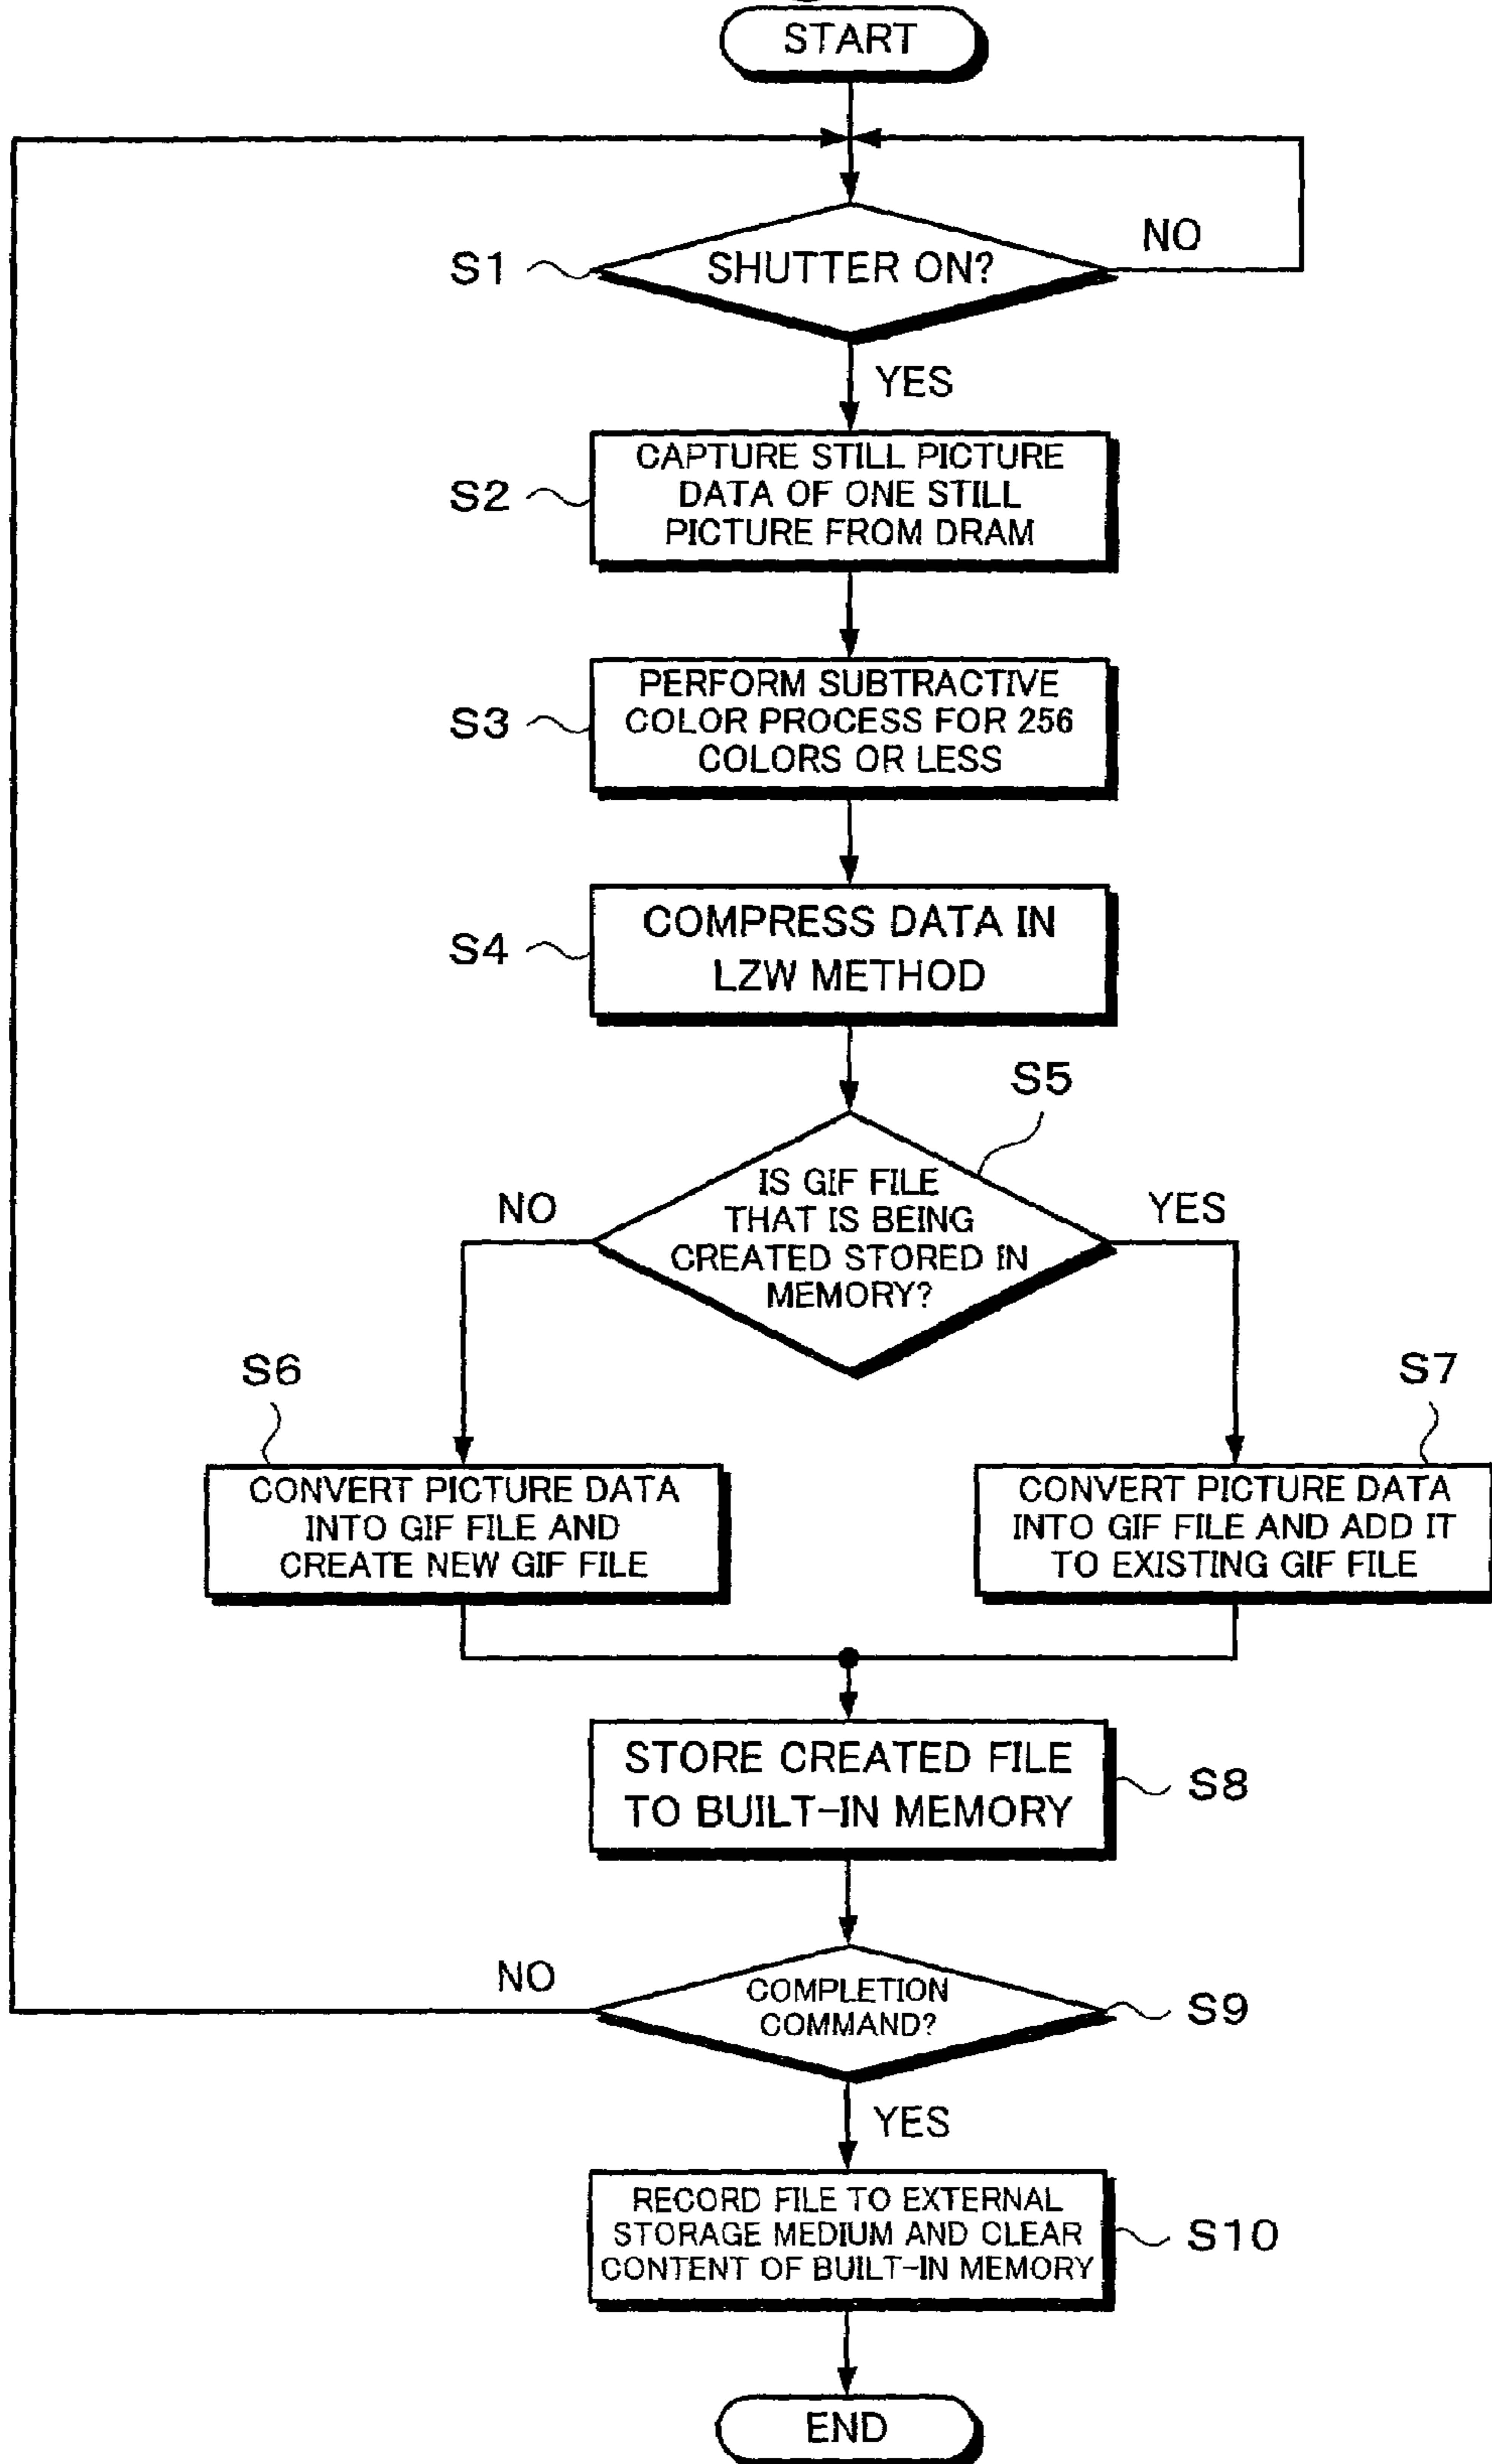 START
NO
S1
SHUTTER ON?
YES
S2
CAPTURE STILL PICTURE
DATA OF ONE STILL
PICTURE FROM DRAM
S3
PERFORM SUBTRACTIVE
COLOR PROCESS FOR 256
COLORS OR LESS
S4
COMPRESS DATA IN
LZW METHOD
S5
IS GIF FILE
THAT IS BEING
CREATED STORED IN
MEMORY?
NO
YES
S6
CONVERT PICTURE DATA
INTO GIF FILE AND
CREATE NEW GIF FILE
S7
CONVERT PICTURE DATA
INTO GIF FILE AND ADD IT
TO EXISTING GIF FILE
STORE CREATED FILE
TO BUILT-IN MEMORY
S8
NO
COMPLETION
COMMAND?
S9
YES
RECORD FILE TO EXTERNAL
STORAGE MEDIUM AND CLEAR
CONTENT OF BUILT-IN MEMORY
S10
END